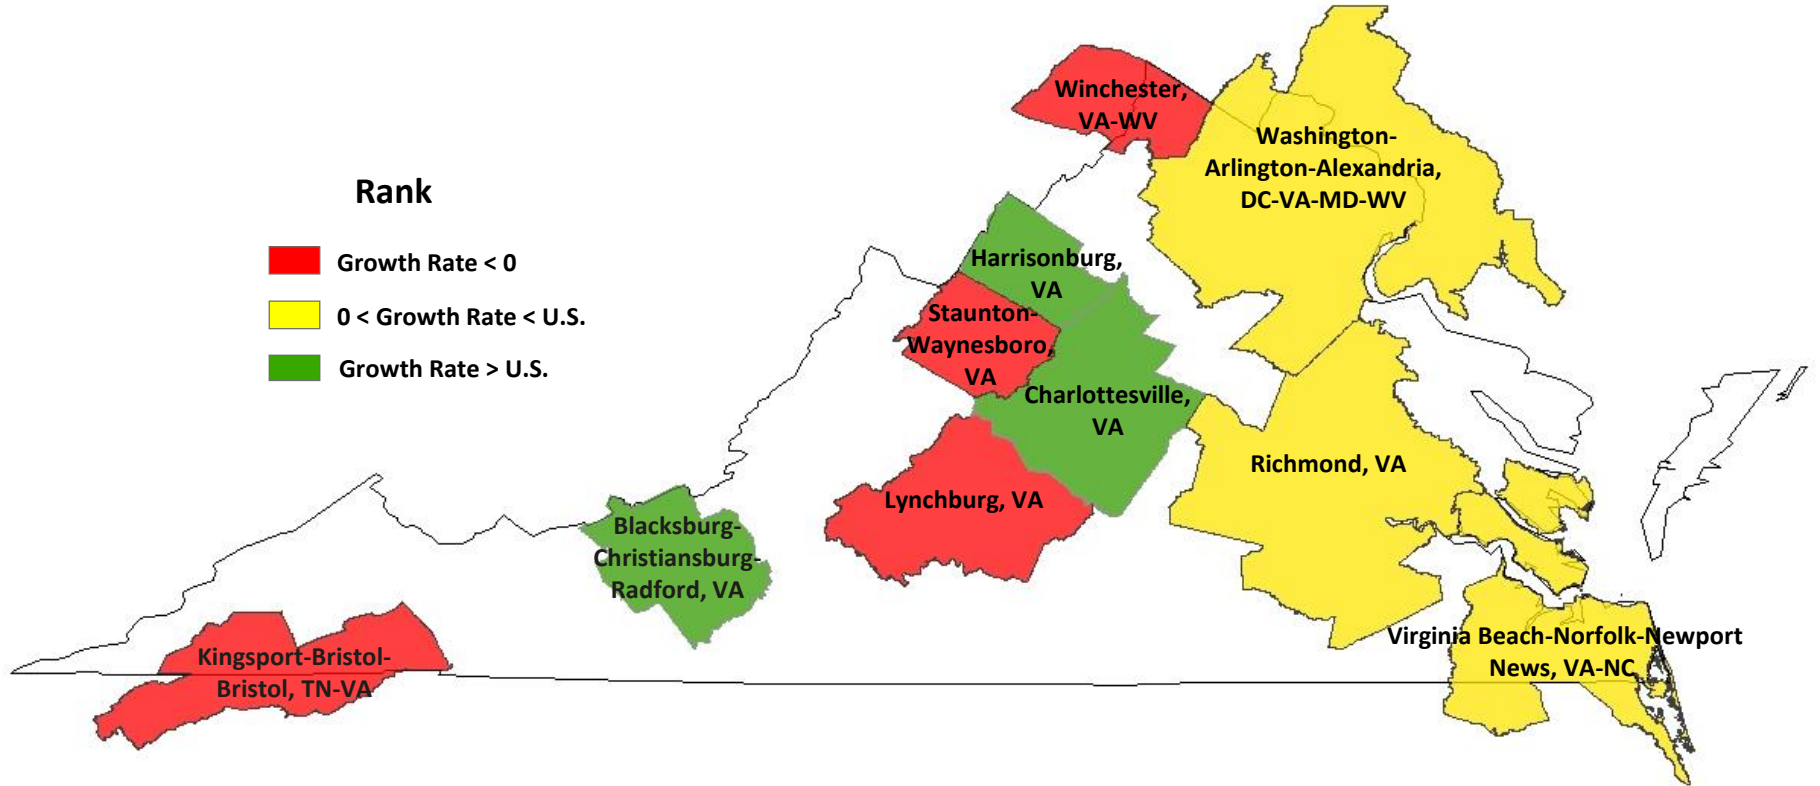 Rank
Growth Rate < 0
0 < Growth Rate < U.S.
Growth Rate > U.S.
Winchester,
VA-WV
Washington-
Arlington-Alexandria,
DC-VA-MD-WV
Harrisonburg,
VA
Staunton-
Waynesboro,
VA
Charlottesville,
VA
Richmond, VA
Lynchburg, VA
Blacksburg-
Christiansburg-
Radford, VA
Virginia Beach-Norfolk-Newport
News, VA-NC
Kingsport-Bristol-
Bristol, TN-VA